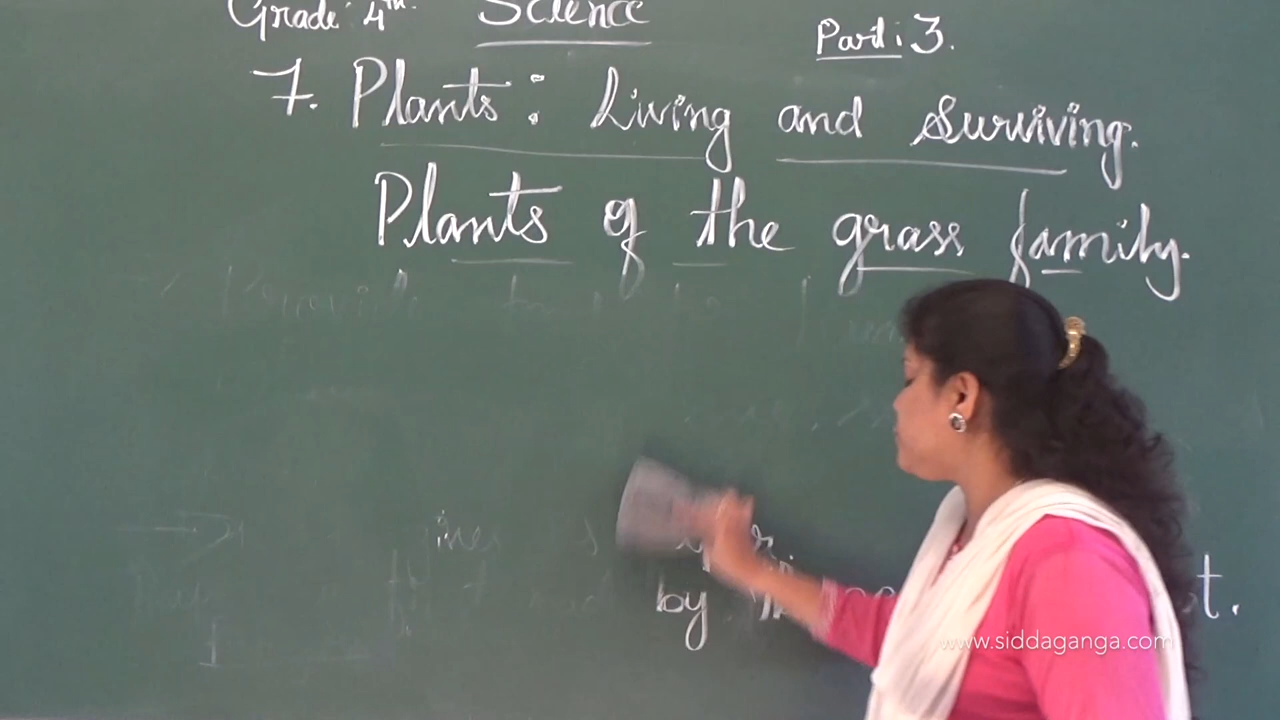 Grade: 4th. Science
Part: 3.
7. Plants: Living and Surviving.
Plants of the grass family.
by
www.siddaganga.com